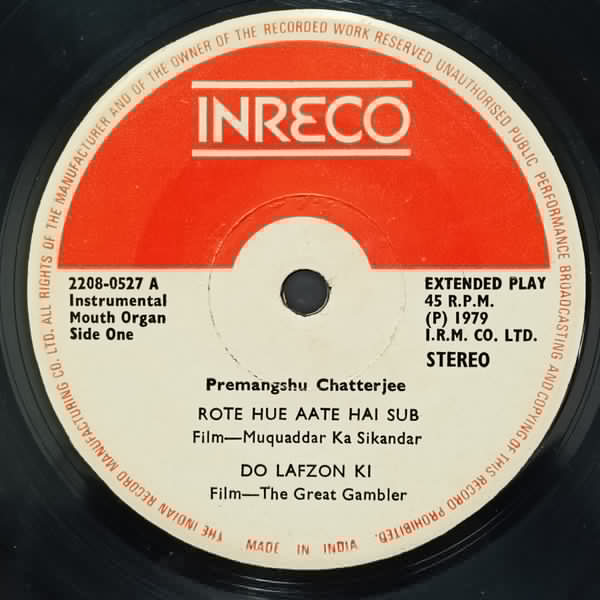 ALL RIGHTS OF THE MANUFACTURER AND OF THE OWNER OF THE RECORDED WORK RESERVED UNAUTHORISED PUBLIC PERFORMANCE BROADCASTING AND COPYING OF THIS RECORD PROHIBITED.
INRECO
2208-0527 A
Instrumental
Mouth Organ
Side One
EXTENDED PLAY
45 R.P.M.
(P) 1979
I.R.M. CO. LTD.
STEREO
Premangshu Chatterjee
ROTE HUE AATE HAI SUB
Film—Muquaddar Ka Sikandar
DO LAFZON KI
Film—The Great Gambler
THE INDIAN RECORD MANUFACTURING CO. LTD.
MADE IN INDIA